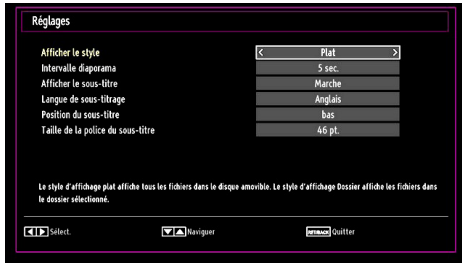 Réglages
Afficher le style < Plat >
Intervalle diaporama 5 sec.
Afficher le sous-titre Marche
Langue de sous-titrage Anglais
Position du sous-titre bas
Taille de la police du sous-titre 46 pt.
Le style d'affichage plat affiche tous les fichiers dans le disque amovible. Le style d'affichage Dossier affiche les fichiers dans
le dossier sélectionné.
Sélect. Naviguer RET/BACK Quitter